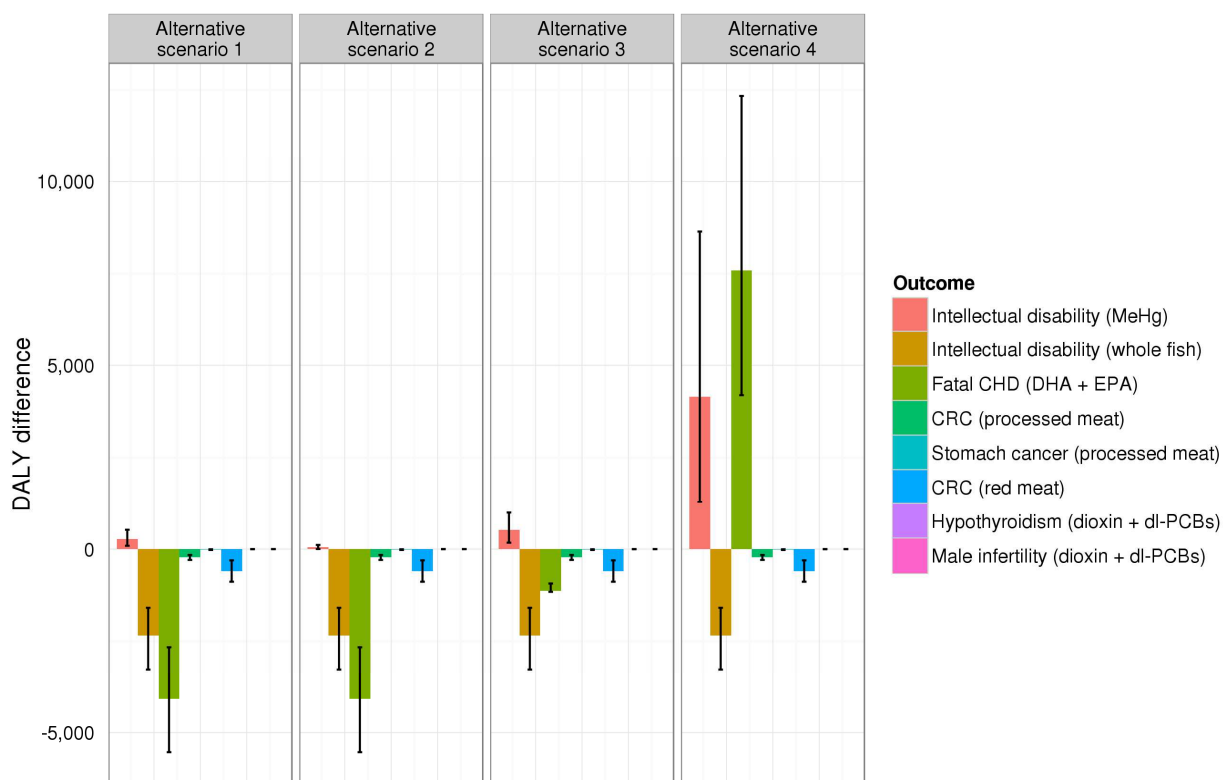 Alternative
scenario 1
Alternative
scenario 2
Alternative
scenario 3
Alternative
scenario 4
DALY difference
10,000
5,000
0
-5,000
Outcome
Intellectual disability (MeHg)
Intellectual disability (whole fish)
Fatal CHD (DHA + EPA)
CRC (processed meat)
Stomach cancer (processed meat)
CRC (red meat)
Hypothyroidism (dioxin + dl-PCBs)
Male infertility (dioxin + dl-PCBs)